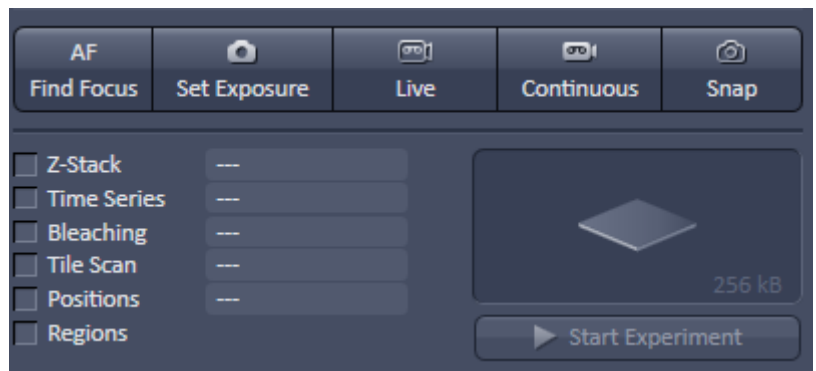 AF
Find Focus
Set Exposure
Live
Continuous
Snap
Z-Stack ---
Time Series ---
Bleaching ---
Tile Scan ---
Positions ---
Regions
256 kB
Start Experiment